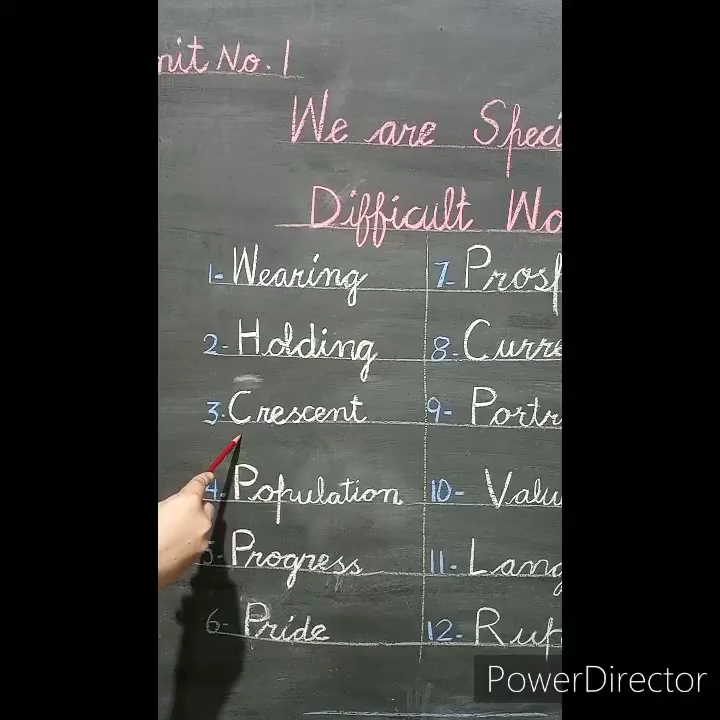 nit No. 1
We are Speci
Difficult Wo
1- Wearing
2- Holding
3. Crescent
4. Population
5- Progress
6- Pride
7- Prosp
8- Curre
9- Portr
10- Valu
11- Lang
12- Rup
PowerDirector